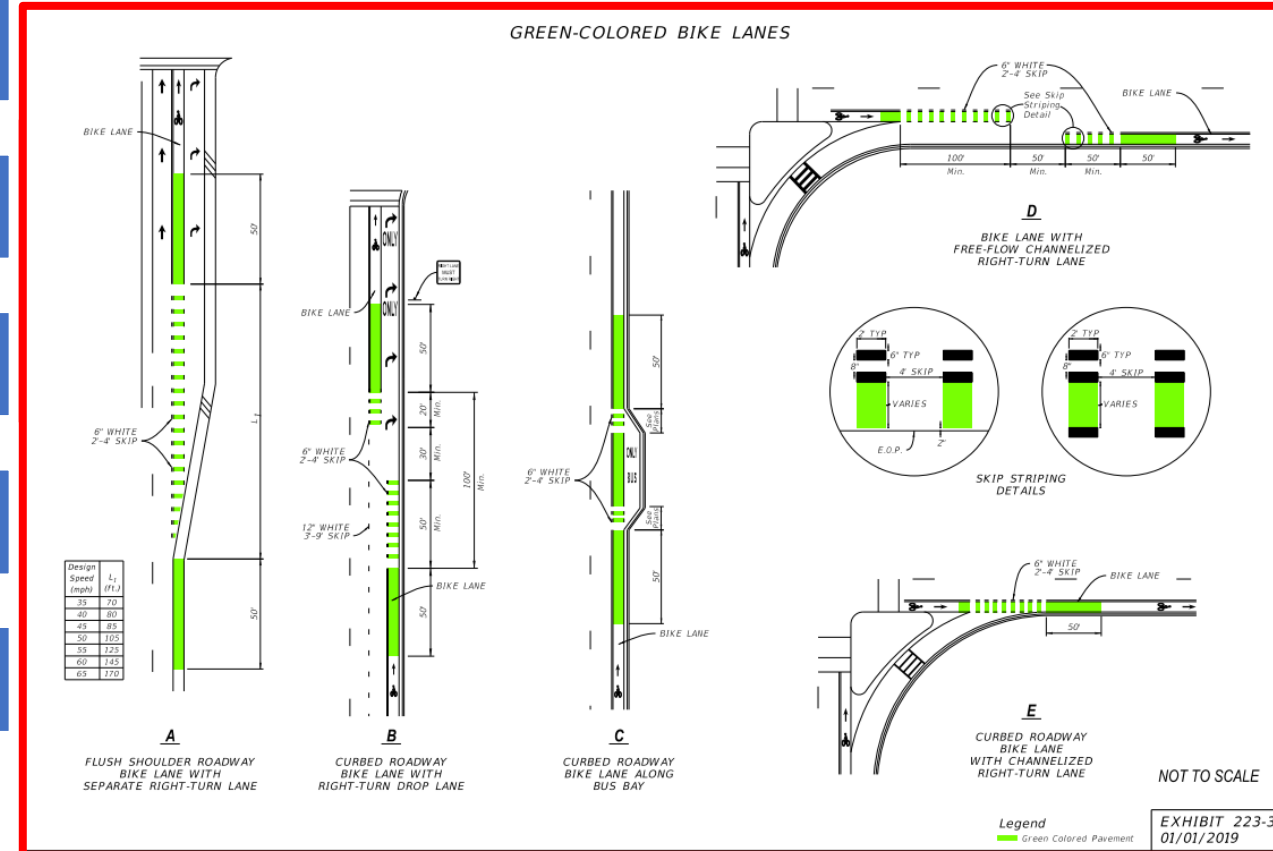 GREEN-COLORED BIKE LANES
BIKE LANE
50'
L1
6" WHITE
2'-4' SKIP
50'
Design
Speed
(mph)
L1
(ft.)
35 70
40 80
45 85
50 105
55 125
60 145
65 170
A
FLUSH SHOULDER ROADWAY
BIKE LANE WITH
SEPARATE RIGHT-TURN LANE
ONLY
ONLY
RIGHT LANE
MUST
TURN RIGHT
BIKE LANE
50'
20'
Min.
30'
Min.
50'
Min.
100'
Min.
50'
6" WHITE
2'-4' SKIP
12" WHITE
3'-9' SKIP
BIKE LANE
B
CURBED ROADWAY
BIKE LANE WITH
RIGHT-TURN DROP LANE
50'
See
Plans
ONLY
BUS
6" WHITE
2'-4' SKIP
See
Plans
50'
BIKE LANE
C
CURBED ROADWAY
BIKE LANE ALONG
BUS BAY
6" WHITE
2'-4' SKIP
See Skip
Striping
Detail
BIKE LANE
100'
Min.
50'
Min.
50'
Min.
50'
D
BIKE LANE WITH
FREE-FLOW CHANNELIZED
RIGHT-TURN LANE
2' TYP
6" TYP
8"
4' SKIP
VARIES
E.O.P.
2"
2' TYP
6" TYP
8"
4' SKIP
VARIES
SKIP STRIPING
DETAILS
6" WHITE
2'-4' SKIP
BIKE LANE
50'
E
CURBED ROADWAY
BIKE LANE
WITH CHANNELIZED
RIGHT-TURN LANE
NOT TO SCALE
Legend
Green Colored Pavement
EXHIBIT 223-3
01/01/2019